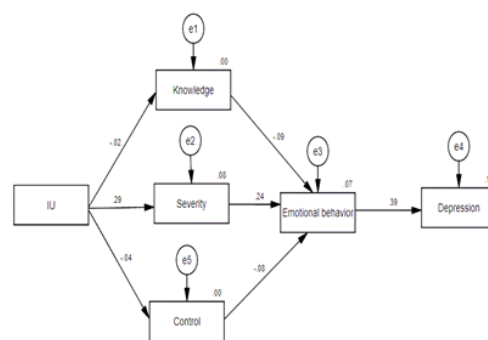 e1
.00
Knowledge
-.02
-.09
e2
e3
e4
.08
.07
IU
.29
Severity
.24
Emotional behavior
.39
Depression
e5
-.04
-.08
.00
Control